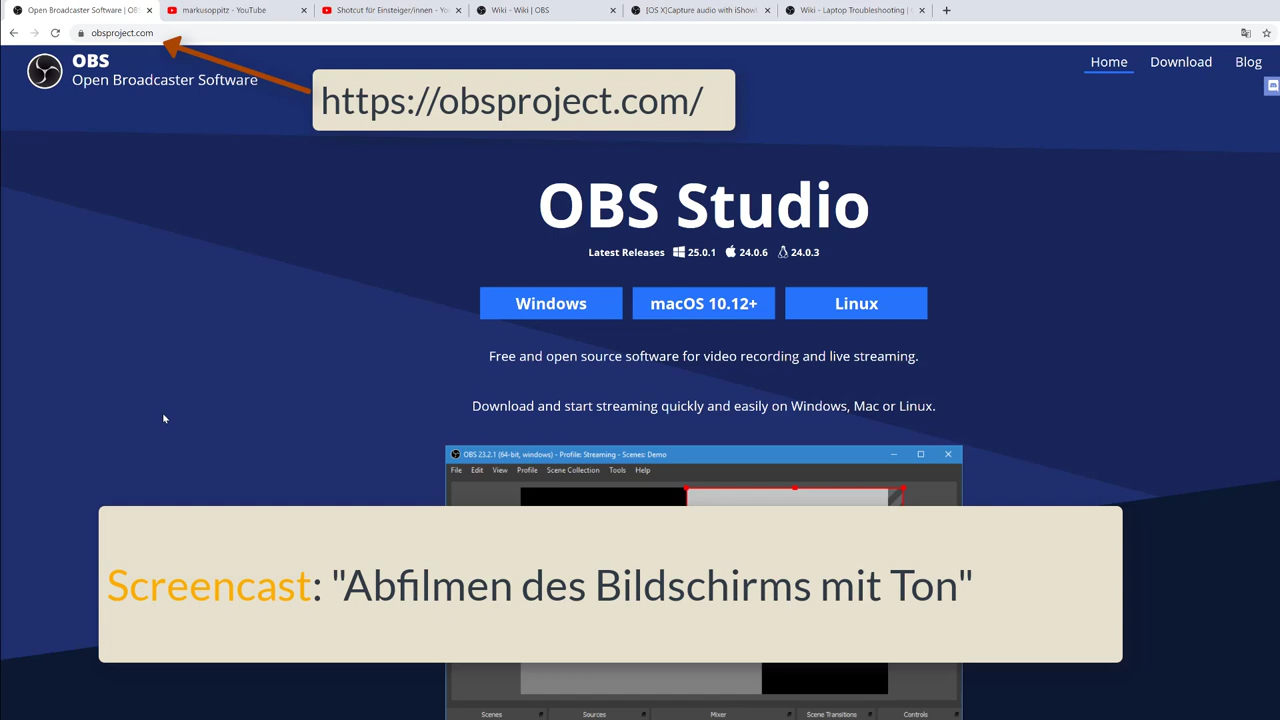 Open Broadcaster Software | OB
markusoppitz - YouTube
Shotcut für Einsteiger/innen - Yo
Wiki - Wiki | OBS
[OS X]Capture audio with iShow
Wiki - Laptop Troubleshooting |
obsproject.com
OBS
Open Broadcaster Software
Home
Download
Blog
https://obsproject.com/
OBS Studio
Latest Releases 25.0.1 24.0.6 24.0.3
Windows
macOS 10.12+
Linux
Free and open source software for video recording and live streaming.
Download and start streaming quickly and easily on Windows, Mac or Linux.
OBS 23.2.1 (64-bit, windows) - Profile: Streaming - Scenes: Demo
File Edit View Profile Scene Collection Tools Help
Screencast: "Abfilmen des Bildschirms mit Ton"
Scenes
Sources
Mixer
Scene Transitions
Controls